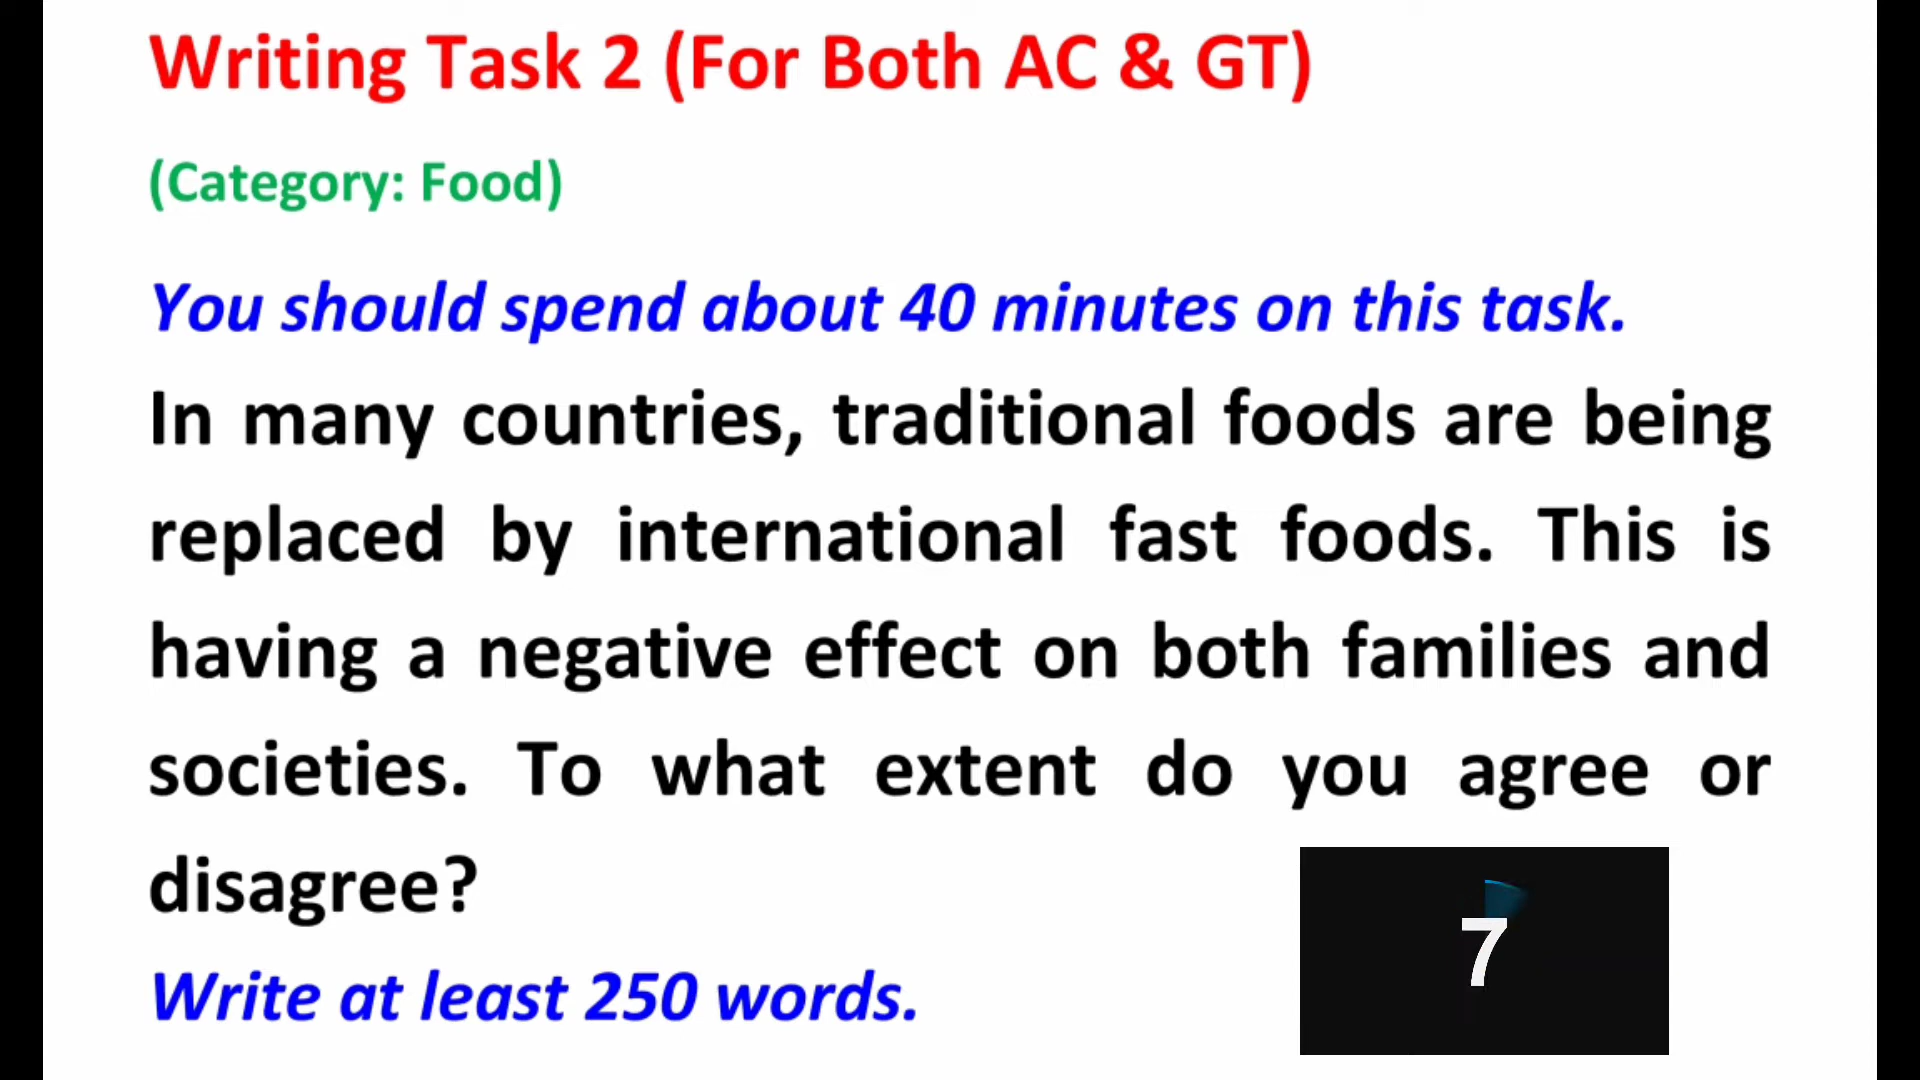 Writing Task 2 (For Both AC & GT)
(Category: Food)
You should spend about 40 minutes on this task.
In many countries, traditional foods are being
replaced by international fast foods. This is
having a negative effect on both families and
societies. To what extent do you agree or
disagree?
7
Write at least 250 words.